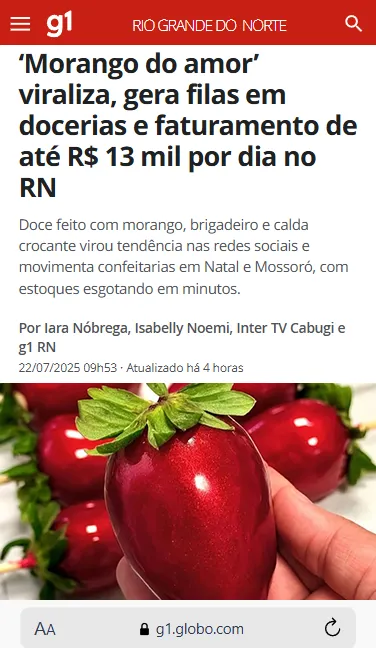 g1
RIO GRANDE DO NORTE
‘Morango do amor’
viraliza, gera filas em
docerias e faturamento de
até R$ 13 mil por dia no
RN
Doce feito com morango, brigadeiro e calda
crocante virou tendência nas redes sociais e
movimenta confeitarias em Natal e Mossoró, com
estoques esgotando em minutos.
Por Iara Nóbrega, Isabelly Noemi, Inter TV Cabugi e
g1 RN
22/07/2025 09h53 · Atualizado há 4 horas
AA
g1.globo.com